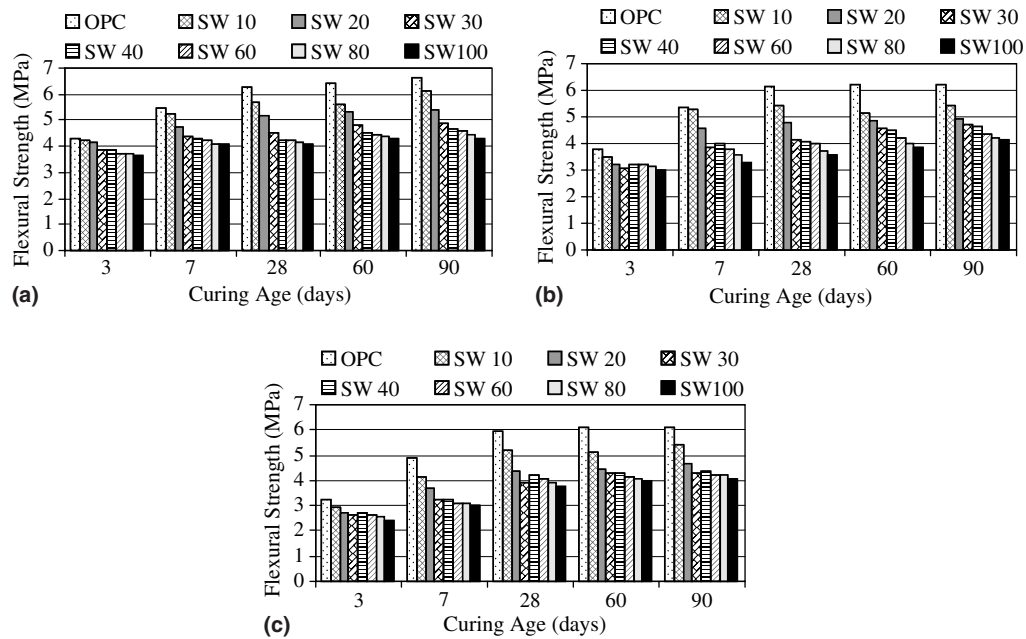 OPC SW 10 SW 20 SW 30
SW 40 SW 60 SW 80 SW100
Flexural Strength (MPa)
7
6
5
4
3
2
1
0
3 7 28 60 90
Curing Age (days)
(a)
OPC SW 10 SW 20 SW 30
SW 40 SW 60 SW 80 SW100
Flexural Strength (MPa)
7
6
5
4
3
2
1
0
3 7 28 60 90
Curing Age (days)
(b)
OPC SW 10 SW 20 SW 30
SW 40 SW 60 SW 80 SW100
Flexural Strength (MPa)
7
6
5
4
3
2
1
0
3 7 28 60 90
Curing Age (days)
(c)